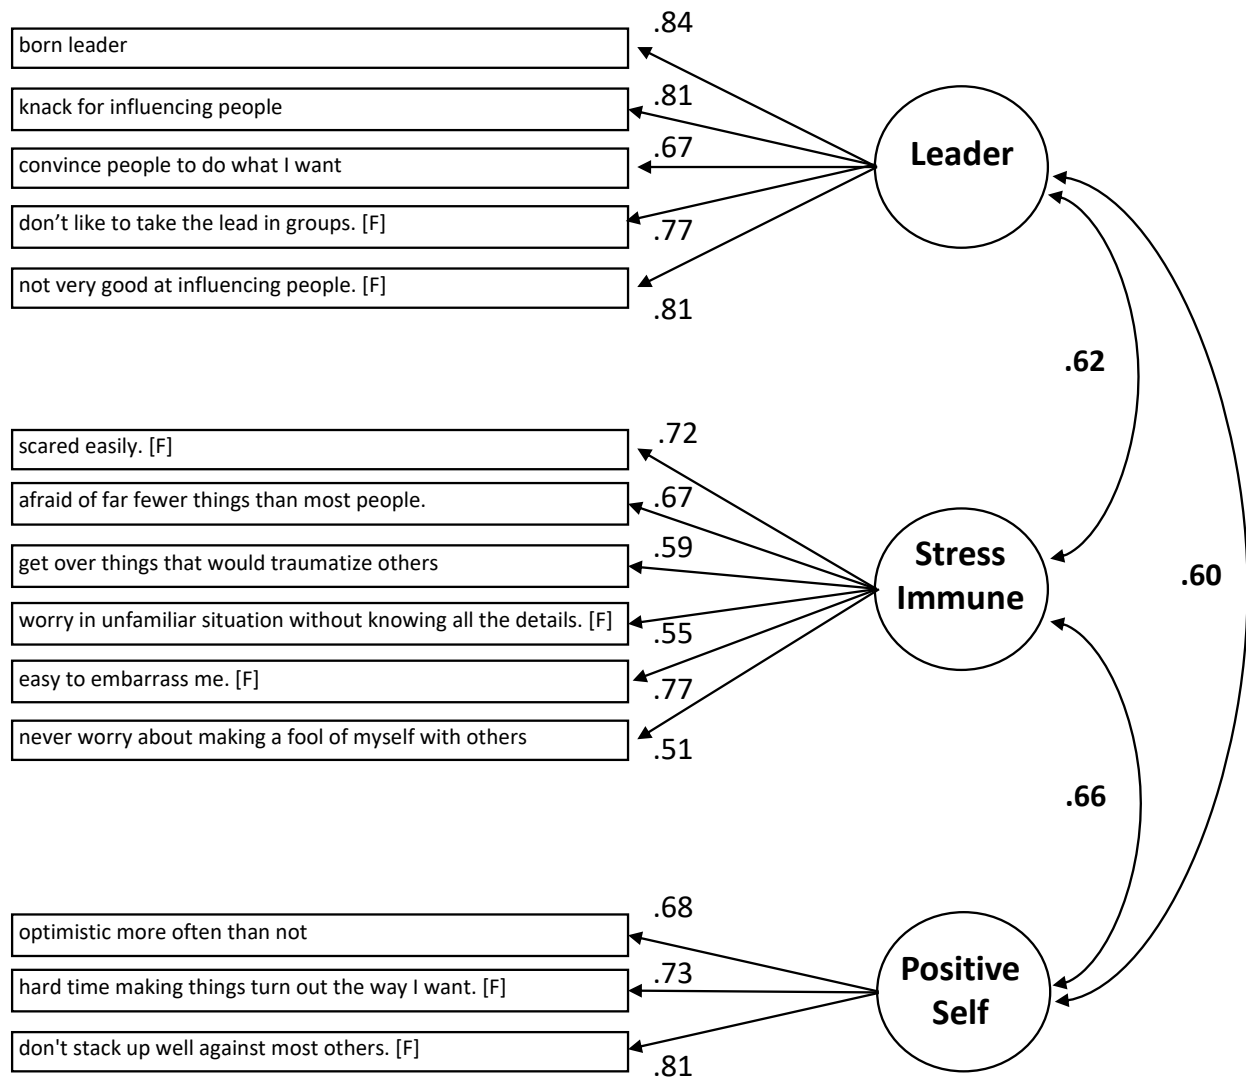 .84
born leader
.81
knack for influencing people
.67
convince people to do what I want
Leader
don’t like to take the lead in groups. [F]
.77
not very good at influencing people. [F]
.81
.62
.72
scared easily. [F]
.67
afraid of far fewer things than most people.
.59
get over things that would traumatize others
Stress
Immune
.60
worry in unfamiliar situation without knowing all the details. [F]
.55
easy to embarrass me. [F]
.77
never worry about making a fool of myself with others
.51
.66
.68
optimistic more often than not
.73
hard time making things turn out the way I want. [F]
Positive
Self
don't stack up well against most others. [F]
.81